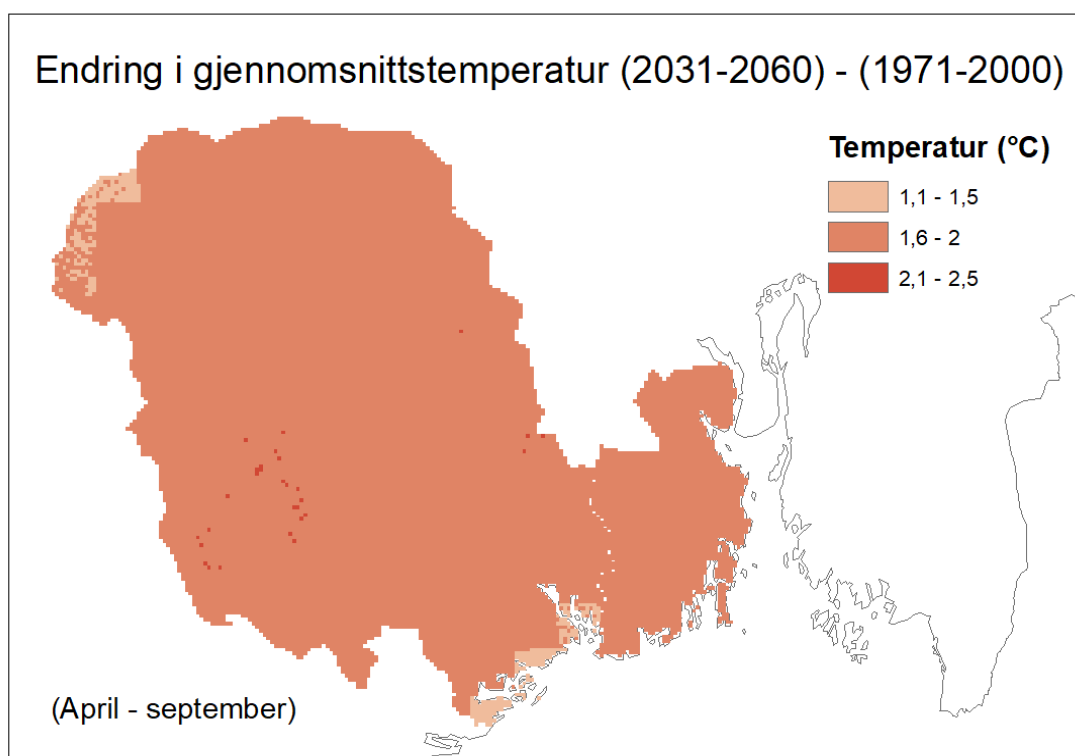 Endring i gjennomsnittstemperatur (2031-2060) - (1971-2000)
Temperatur (°C)
1,1 - 1,5
1,6 - 2
2,1 - 2,5
(April - september)